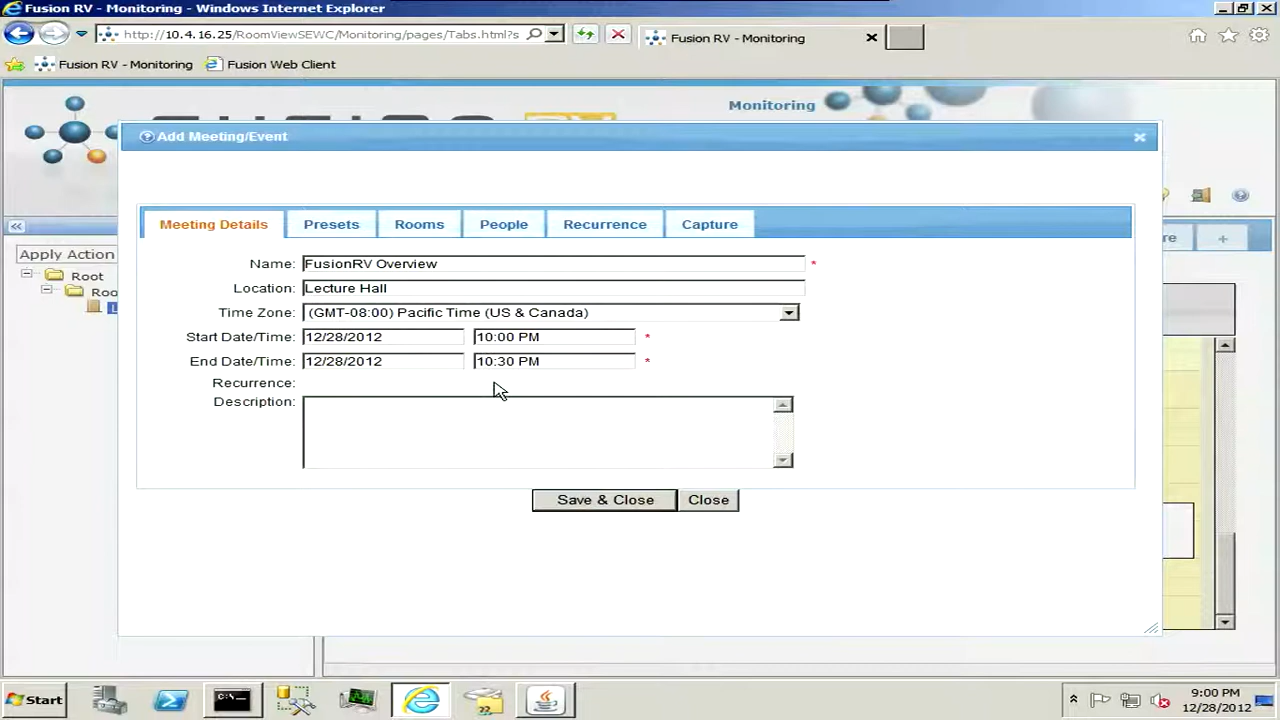 Fusion RV - Monitoring - Windows Internet Explorer
http://10.4.16.25/RoomViewSEWC/Monitoring/pages/Tabs.html?s
Fusion RV - Monitoring
Fusion RV - Monitoring
Fusion Web Client
Monitoring
Add Meeting/Event
Meeting Details
Presets
Rooms
People
Recurrence
Capture
Apply Action
Root
Roo
Name: FusionRV Overview *
Location: Lecture Hall
Time Zone: (GMT-08:00) Pacific Time (US & Canada)
Start Date/Time: 12/28/2012 10:00 PM *
End Date/Time: 12/28/2012 10:30 PM *
Recurrence:
Description:
Save & Close
Close
Start
9:00 PM
12/28/2012